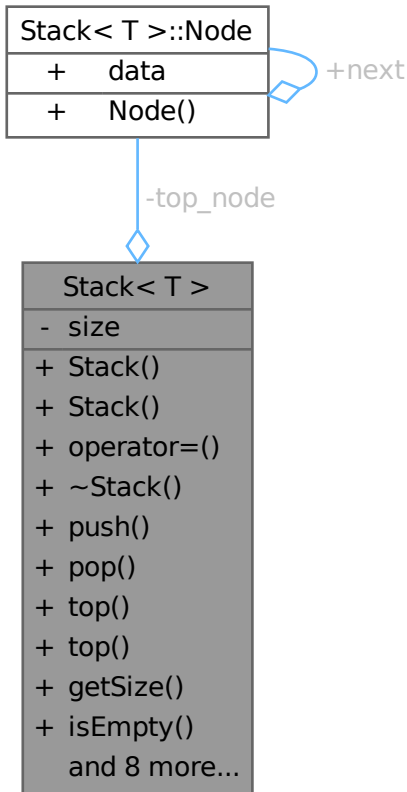 Stack< T >::Node
+ data
+ Node()
+next
-top_node
Stack< T >
- size
+ Stack()
+ Stack()
+ operator=()
+ ~Stack()
+ push()
+ pop()
+ top()
+ top()
+ getSize()
+ isEmpty()
and 8 more...